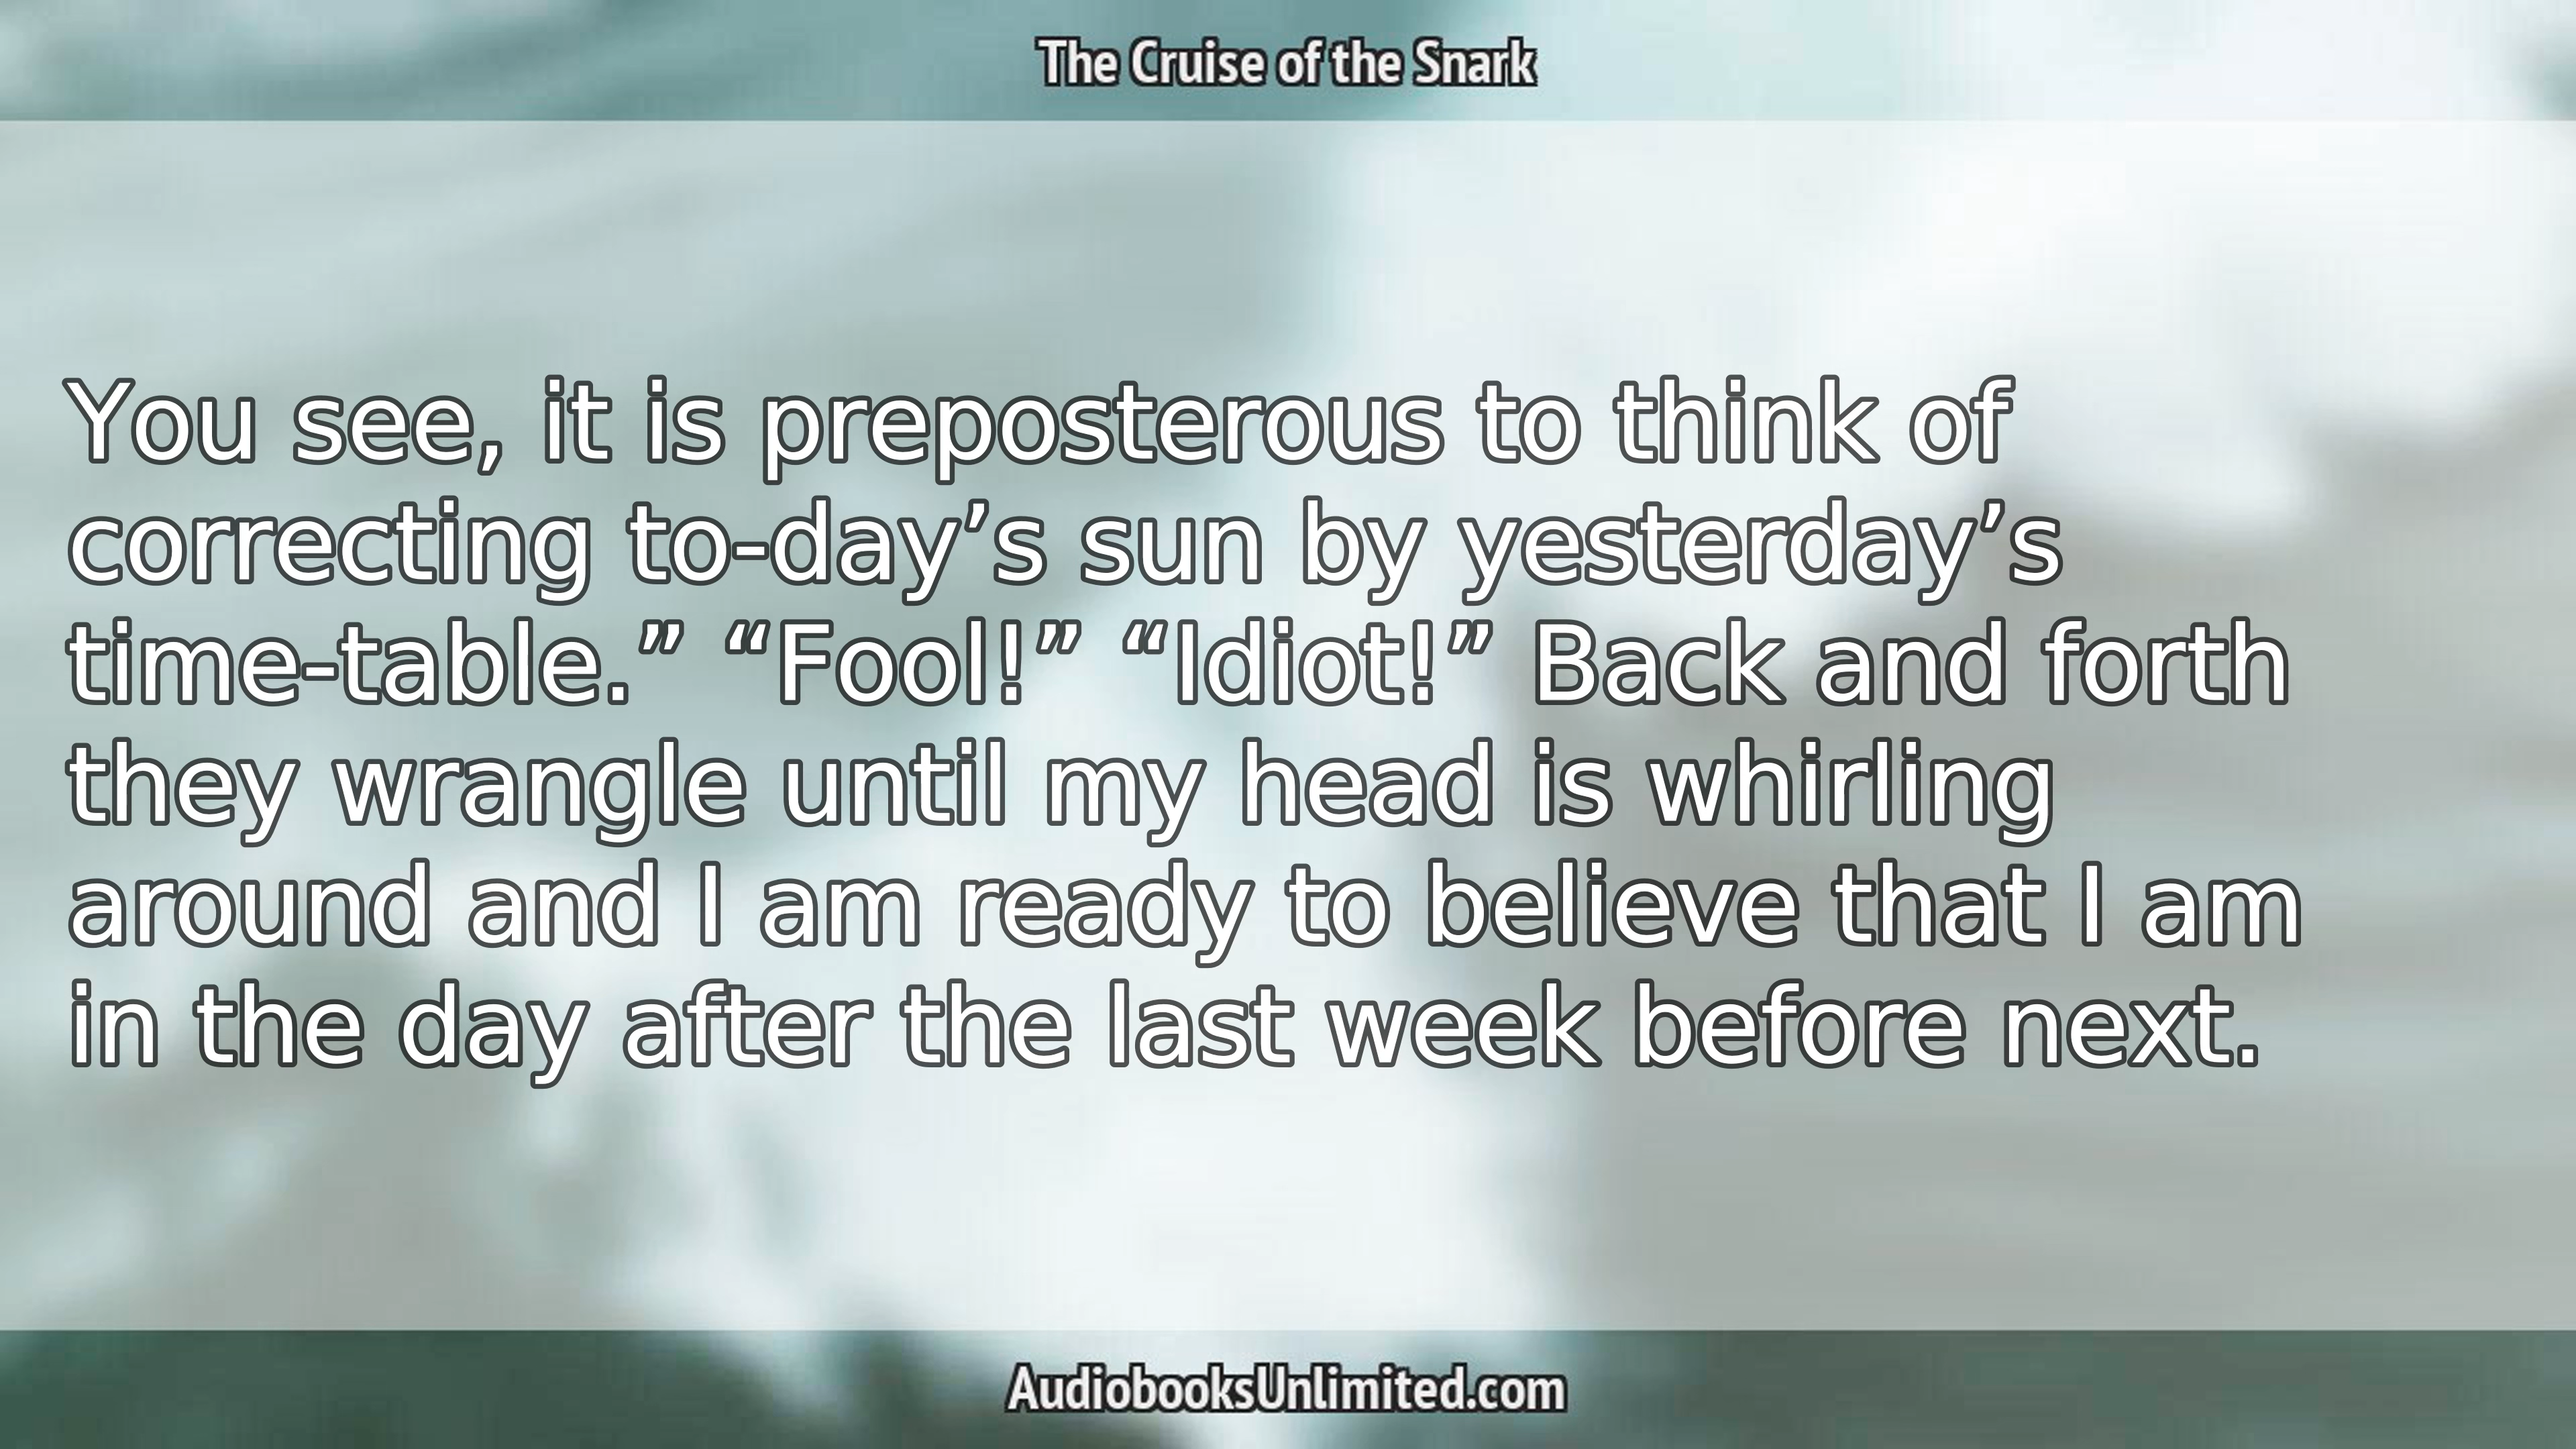 The Cruise of the Snark
You see, it is preposterous to think of
correcting to-day’s sun by yesterday’s
time-table.” “Fool!” “Idiot!” Back and forth
they wrangle until my head is whirling
around and I am ready to believe that I am
in the day after the last week before next.
AudiobooksUnlimited.com